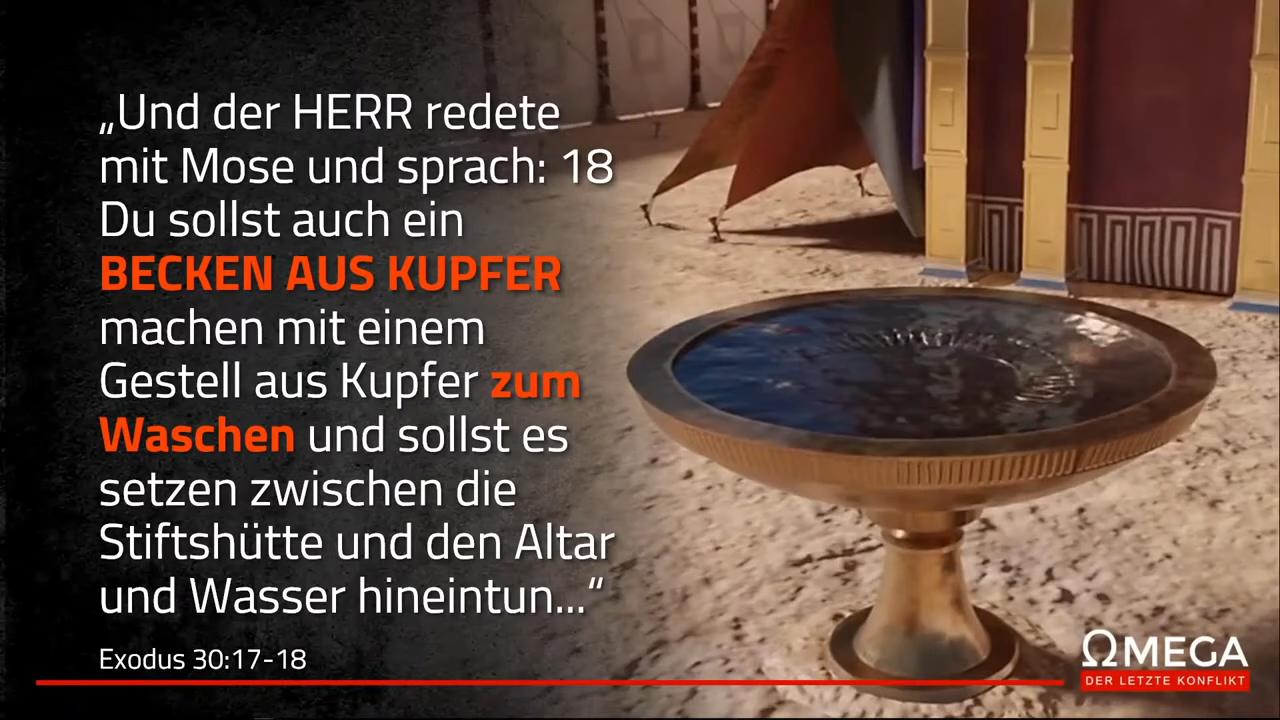 „Und der HERR redete
mit Mose und sprach: 18
Du sollst auch ein
BECKEN AUS KUPFER
machen mit einem
Gestell aus Kupfer zum
Waschen und sollst es
setzen zwischen die
Stiftshütte und den Altar
und Wasser hineintun...“
Exodus 30:17-18
ΩMEGA
DER LETZTE KONFLIKT